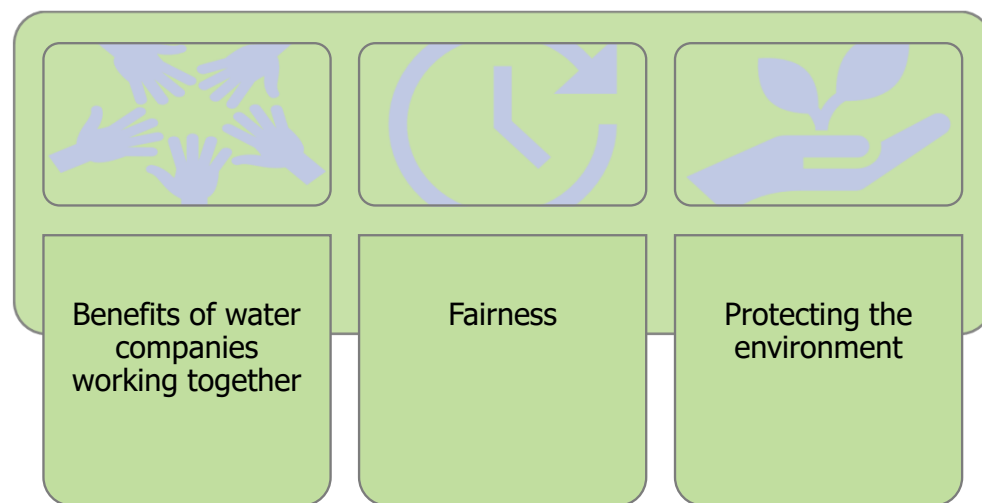 Benefits of water
companies
working together
Fairness
Protecting the
environment